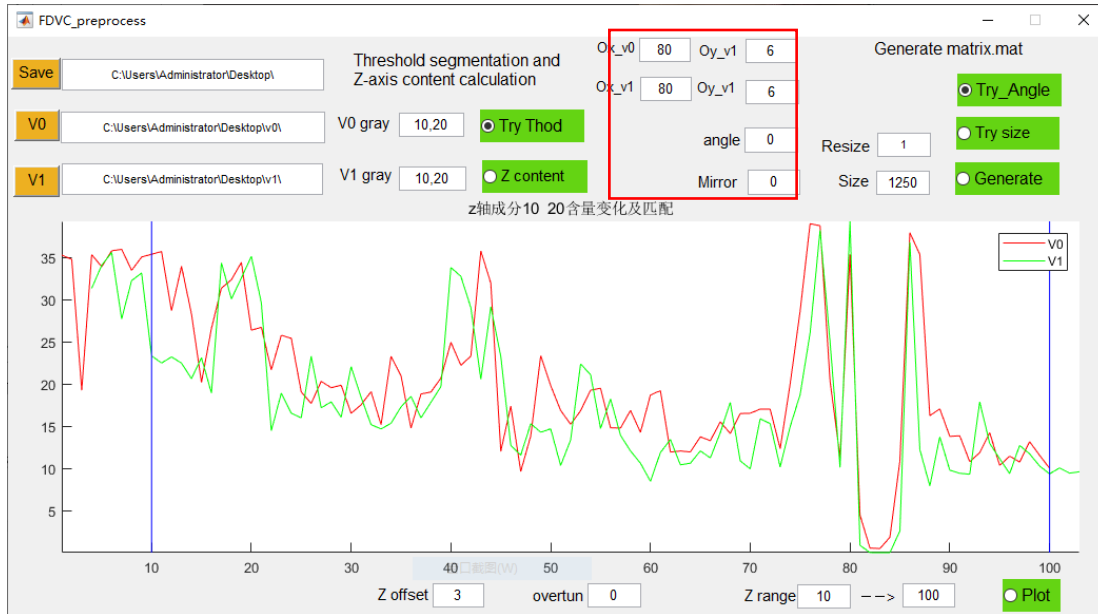 FDVC_preprocess
Save
C:\Users\Administrator\Desktop\
Threshold segmentation and
Z-axis content calculation
Ox_v0 80 Oy_v1 6
Ox_v1 80 Oy_v1 6
Generate matrix.mat
Try_Angle
V0
C:\Users\Administrator\Desktop\v0\
V0 gray 10,20 Try Thod
angle 0
Resize 1
Try size
V1
C:\Users\Administrator\Desktop\v1\
V1 gray 10,20 Z content
Mirror 0
Size 1250
Generate
z轴成分10 20含量变化及匹配
V0
V1
35
30
25
20
15
10
5
10 20 30 40 50 60 70 80 90 100
口截图(W)
Z offset 3 overtun 0 Z range 10 --> 100 Plot